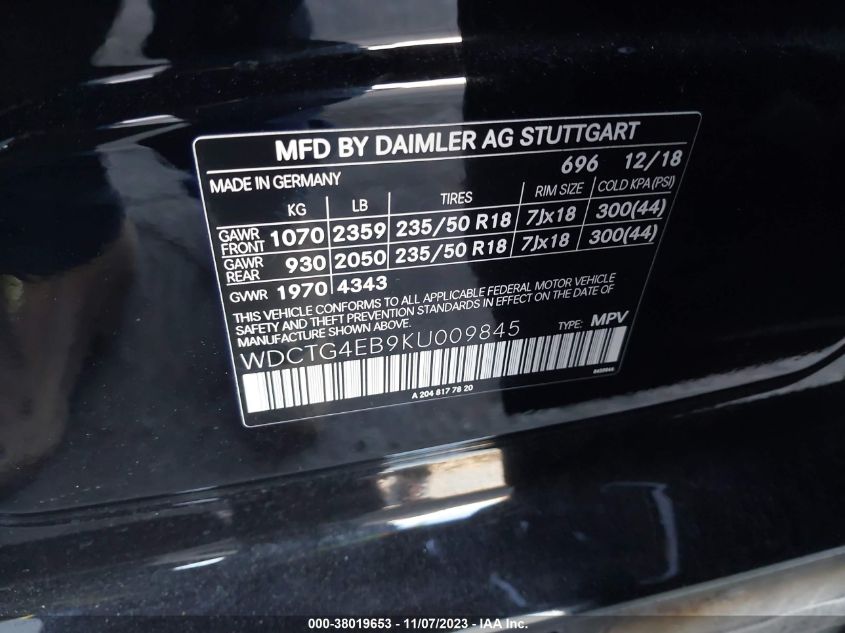 MFD BY DAIMLER AG STUTTGART
696 12/18
MADE IN GERMANY
KG LB TIRES RIM SIZE COLD KPA (PSI)
GAWR FRONT 1070 2359 235/50 R18 7Jx18 300(44)
GAWR REAR 930 2050 235/50 R18 7Jx18 300(44)
GVWR 1970 4343
THIS VEHICLE CONFORMS TO ALL APPLICABLE FEDERAL MOTOR VEHICLE
SAFETY AND THEFT PREVENTION STANDARDS IN EFFECT ON THE DATE OF
MANUFACTURE SHOWN ABOVE.
WDCTG4EB9KU009845 TYPE: MPV
A 204 817 78 20
000-38019653 - 11/07/2023 - IAA Inc.